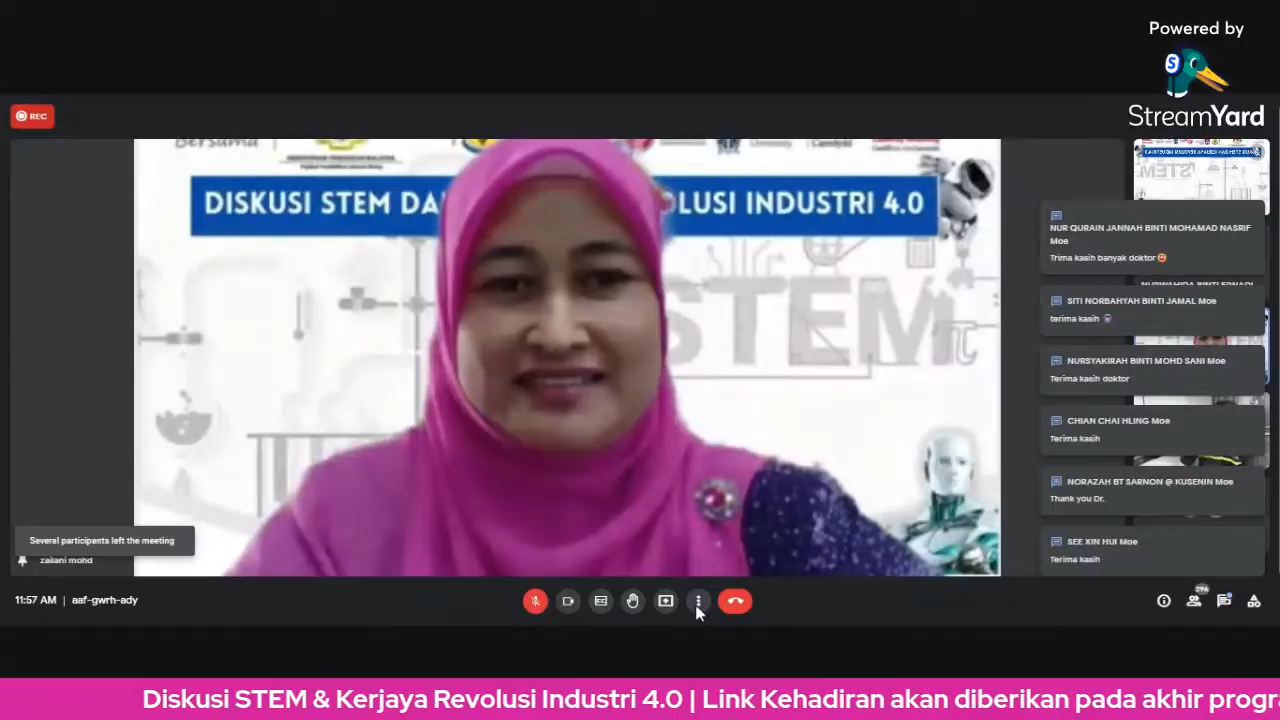 Powered by
S
StreamYard
REC
Bersama
DISKUSI STEM DA
OLUSI INDUSTRI 4.0
STEM
π
STEM
NUR QURAIN JANNAH BINTI MOHAMAD NASRIF
Moe
Trima kasih banyak doktor
SITI NORBAHYAH BINTI JAMAL Moe
terima kasih
NURSYAKIRAH BINTI MOHD SANI Moe
Terima kasih doktor
CHIAN CHAI HLING Moe
Terima kasih
NORAZAH BT SARNON @ KUSENIN Moe
Thank you Dr.
SEE XIN HUI Moe
Terima kasih
Several participants left the meeting
zailani mohd
11:57 AM | aaf-gwrh-ady
296
Diskusi STEM & Kerjaya Revolusi Industri 4.0 | Link Kehadiran akan diberikan pada akhir progra